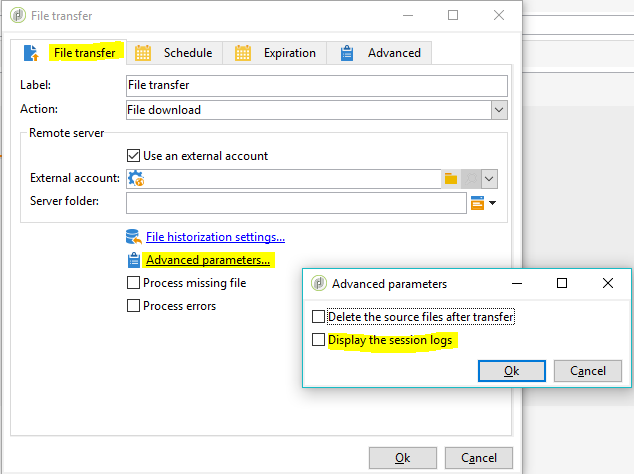 File transfer
File transfer Schedule Expiration Advanced
Label: File transfer
Action: File download
Remote server
Use an external account
External account:
Server folder:
File historization settings...
Advanced parameters...
Process missing file
Process errors
Ok Cancel
Advanced parameters
Delete the source files after transfer
Display the session logs
Ok Cancel